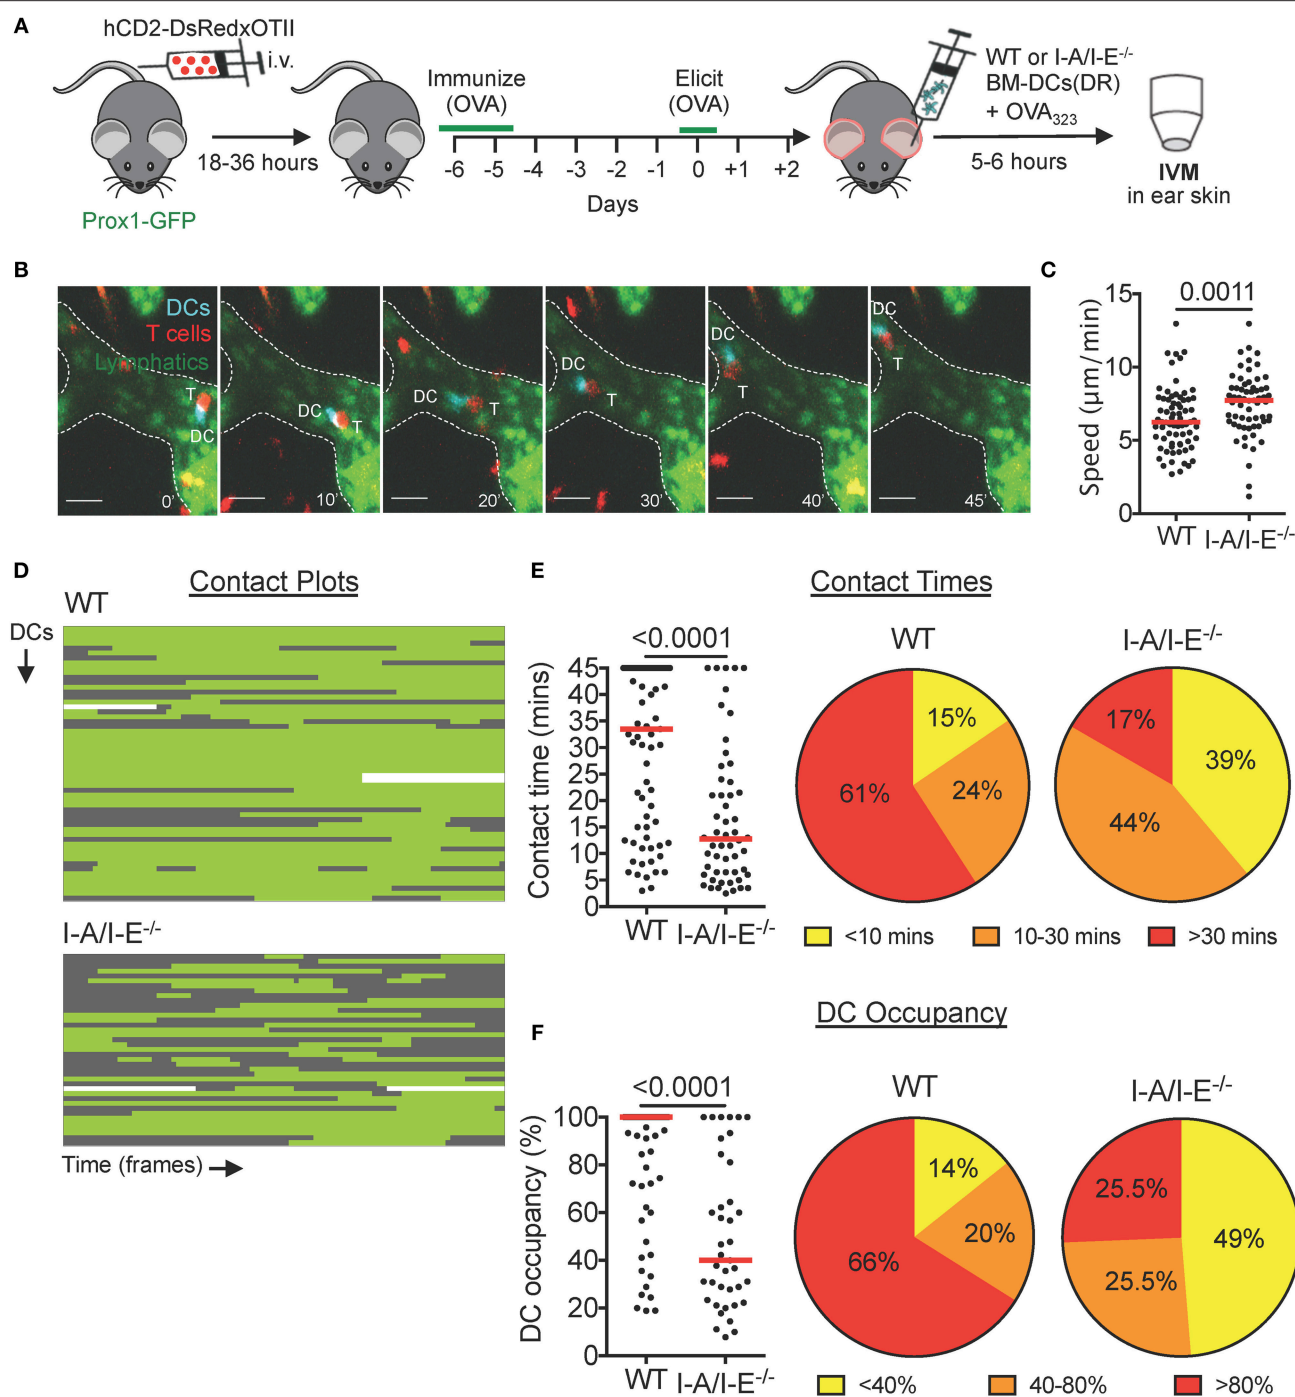 A
hCD2-DsRedxOTII
i.v.
Prox1-GFP
18-36 hours
Immunize
(OVA)
Elicit
(OVA)
-6 -5 -4 -3 -2 -1 0 +1 +2
Days
WT or I-A/I-E-/-
BM-DCs(DR)
+ OVA323
5-6 hours
IVM
in ear skin
B
DCs
T cells
Lymphatics
T
DC
0'
DC
T
10'
DC
T
20'
DC
T
30'
DC
T
40'
DC
T
45'
C
0.0011
Speed (µm/min)
15
10
5
0
WT I-A/I-E-/-
D
Contact Plots
WT
DCs
I-A/I-E-/-
Time (frames)
E
Contact Times
<0.0001
Contact time (mins)
45
40
35
30
25
20
15
10
5
0
WT I-A/I-E-/-
WT
15%
24%
61%
I-A/I-E-/-
17%
39%
44%
<10 mins 10-30 mins >30 mins
F
DC Occupancy
<0.0001
DC occupancy (%)
100
80
60
40
20
0
WT I-A/I-E-/-
WT
14%
20%
66%
I-A/I-E-/-
25.5%
49%
25.5%
<40% 40-80% >80%